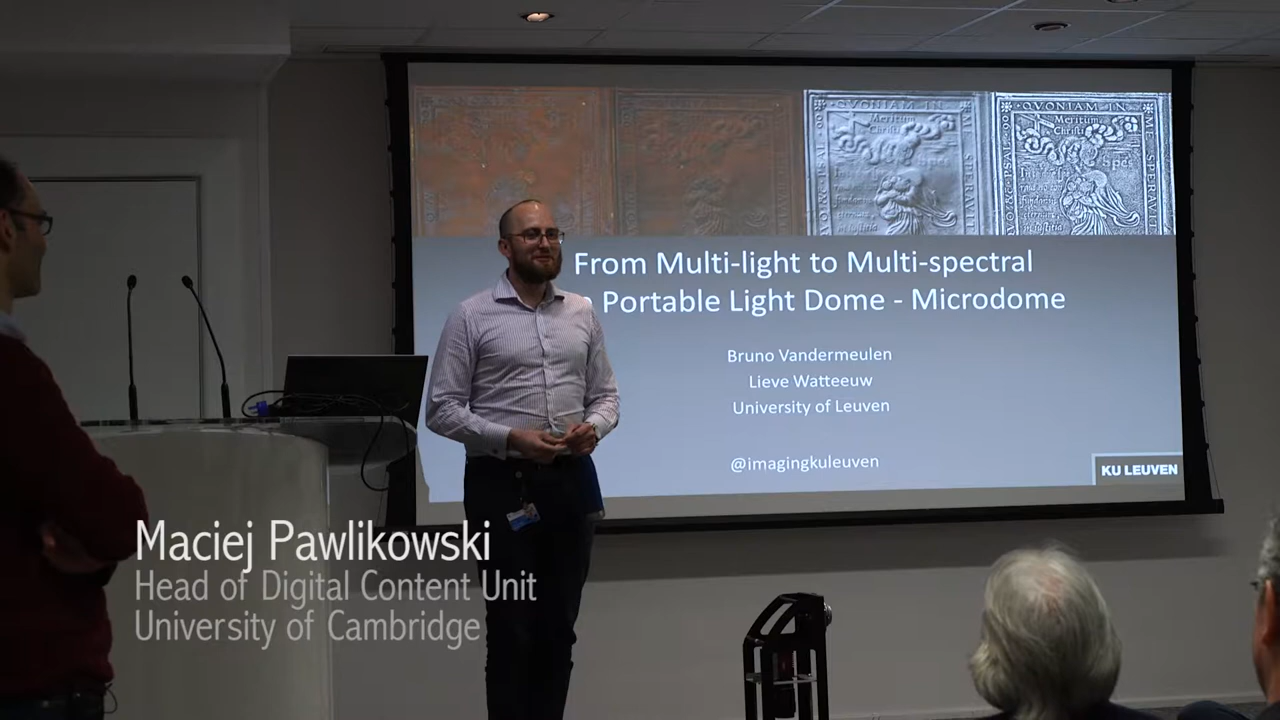 QVONIAM IN
Meritum
Christi
QVONIAM IN
Meritum
Christi
ME SPERAVIT
From Multi-light to Multi-spectral
Portable Light Dome - Microdome
Bruno Vandermeulen
Lieve Watteeuw
University of Leuven
@imagingkuleuven
KU LEUVEN
Maciej Pawlikowski
Head of Digital Content Unit
University of Cambridge